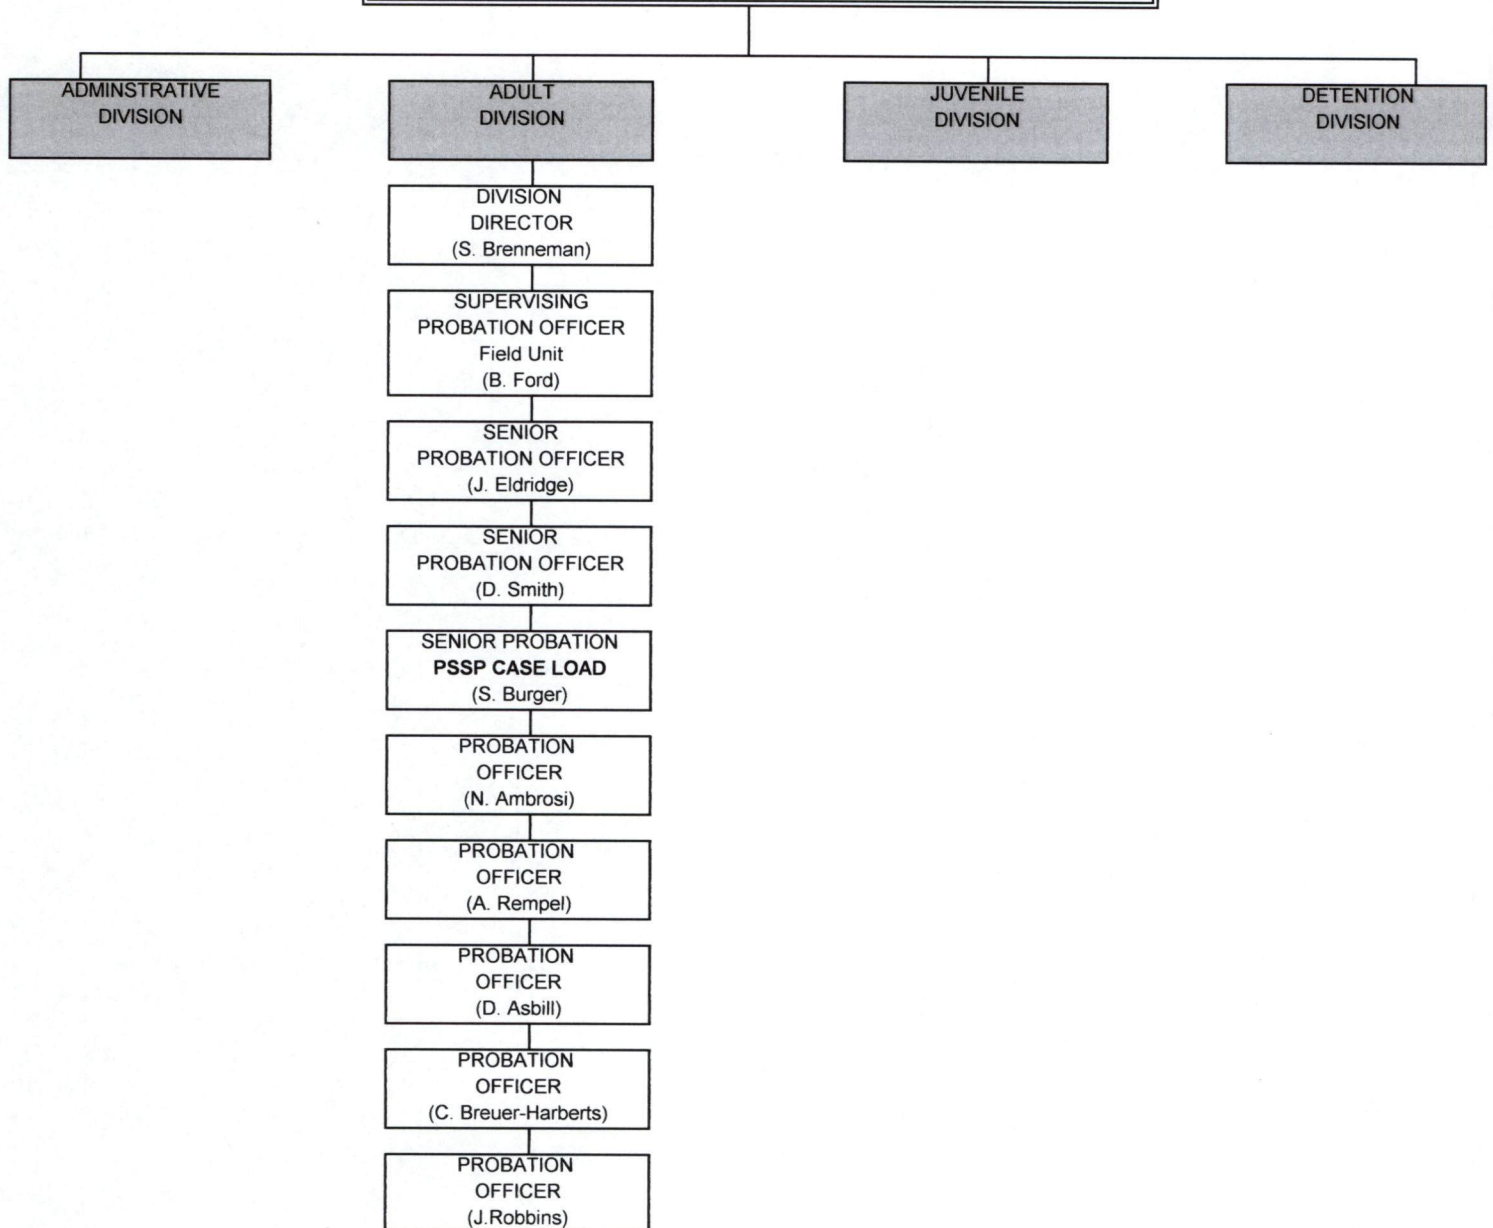 ADMINSTRATIVE
DIVISION
ADULT
DIVISION
JUVENILE
DIVISION
DETENTION
DIVISION
DIVISION
DIRECTOR
(S. Brenneman)
SUPERVISING
PROBATION OFFICER
Field Unit
(B. Ford)
SENIOR
PROBATION OFFICER
(J. Eldridge)
SENIOR
PROBATION OFFICER
(D. Smith)
SENIOR PROBATION
PSSP CASE LOAD
(S. Burger)
PROBATION
OFFICER
(N. Ambrosi)
PROBATION
OFFICER
(A. Rempel)
PROBATION
OFFICER
(D. Asbill)
PROBATION
OFFICER
(C. Breuer-Harberts)
PROBATION
OFFICER
(J.Robbins)